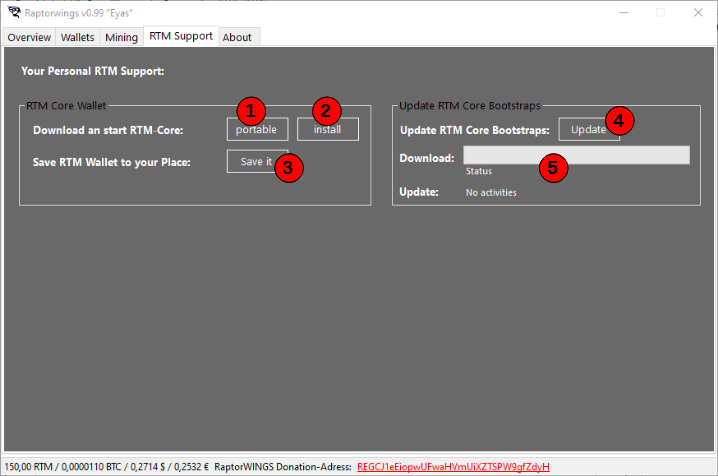 Raptorwings v0.99 "Eyas"
Overview Wallets Mining RTM Support About
Your Personal RTM Support:
RTM Core Wallet
1
2
Download an start RTM-Core: portable install
Save RTM Wallet to your Place: Save it
3
Update RTM Core Bootstraps
4
Update RTM Core Bootstraps: Update
Download:
5
Status
Update: No activities
150,00 RTM / 0,0000110 BTC / 0,2714 $ / 0,2532 € RaptorWINGS Donation-Adress: REGCJ1eEiopwUFwaHVmUiXZTSPW9gfZdyH